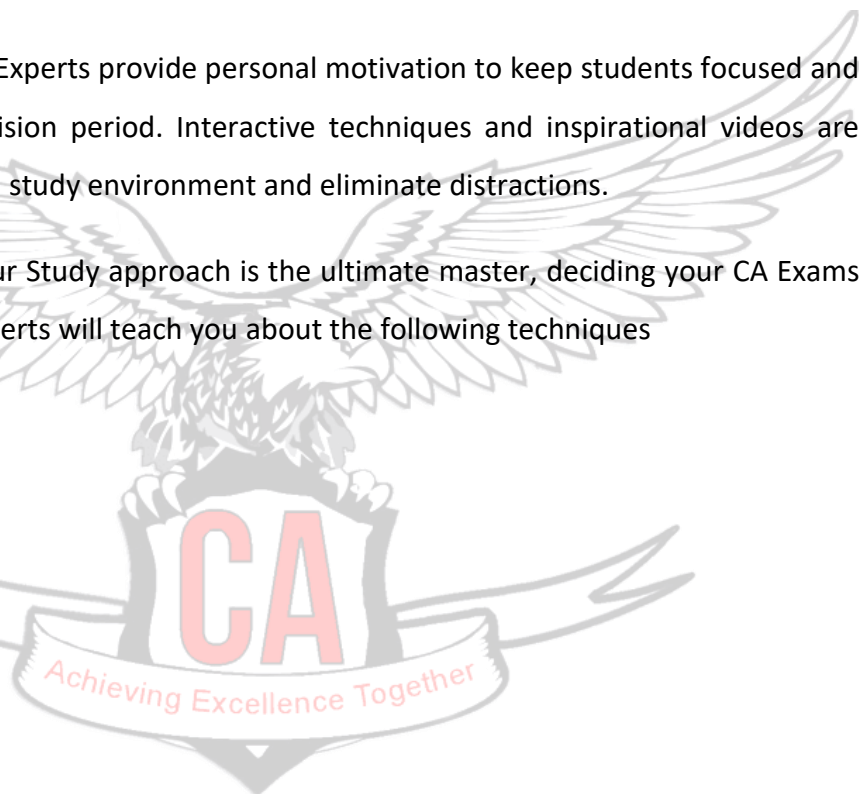 Experts provide personal motivation to keep students focused and
ision period. Interactive techniques and inspirational videos are
study environment and eliminate distractions.
ur Study approach is the ultimate master, deciding your CA Exams
erts will teach you about the following techniques
CA
Achieving Excellence Together